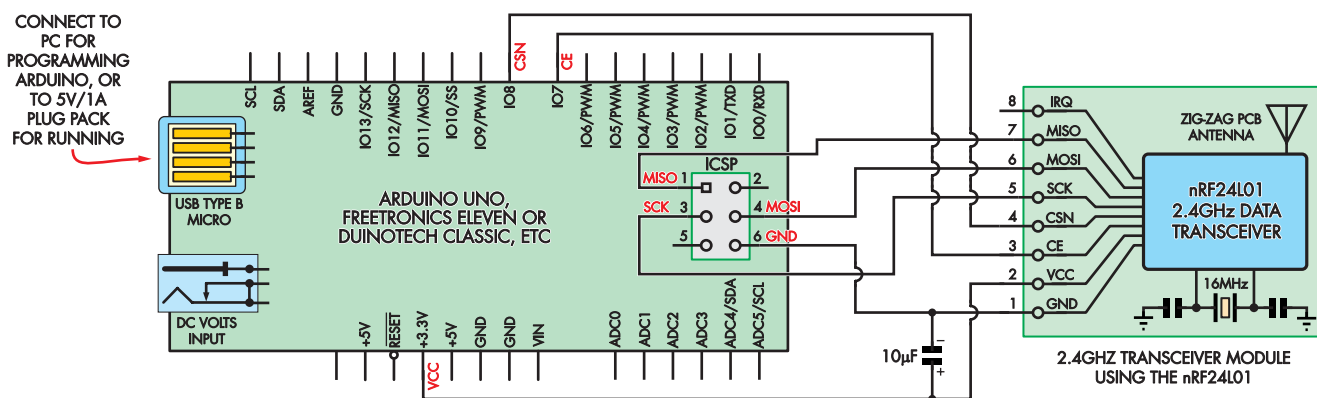 CONNECT TO
PC FOR
PROGRAMMING
ARDUINO, OR
TO 5V/1A
PLUG PACK
FOR RUNNING
USB TYPE B
MICRO
DC VOLTS
INPUT
SCL
SDA
AREF
GND
IO13/SCK
IO12/MISO
IO11/MOSI
IO10/SS
IO9/PWM
IO8
CSN
IO7
CE
IO6/PWM
IO5/PWM
IO4/PWM
IO3/PWM
IO2/PWM
IO1/TXD
IO0/RXD
ARDUINO UNO,
FREETRONICS ELEVEN OR
DUINOTECH CLASSIC, ETC
ICSP
MISO 1
2
SCK 3
4 MOSI
5
6 GND
+5V
RESET
+3.3V
VCC
+5V
GND
GND
VIN
ADC0
ADC1
ADC2
ADC3
ADC4/SDA
ADC5/SCL
10µF
−
+
8 IRQ
7 MISO
6 MOSI
5 SCK
4 CSN
3 CE
2 VCC
1 GND
ZIG-ZAG PCB
ANTENNA
nRF24L01
2.4GHz DATA
TRANSCEIVER
16MHz
2.4GHZ TRANSCEIVER MODULE
USING THE nRF24L01